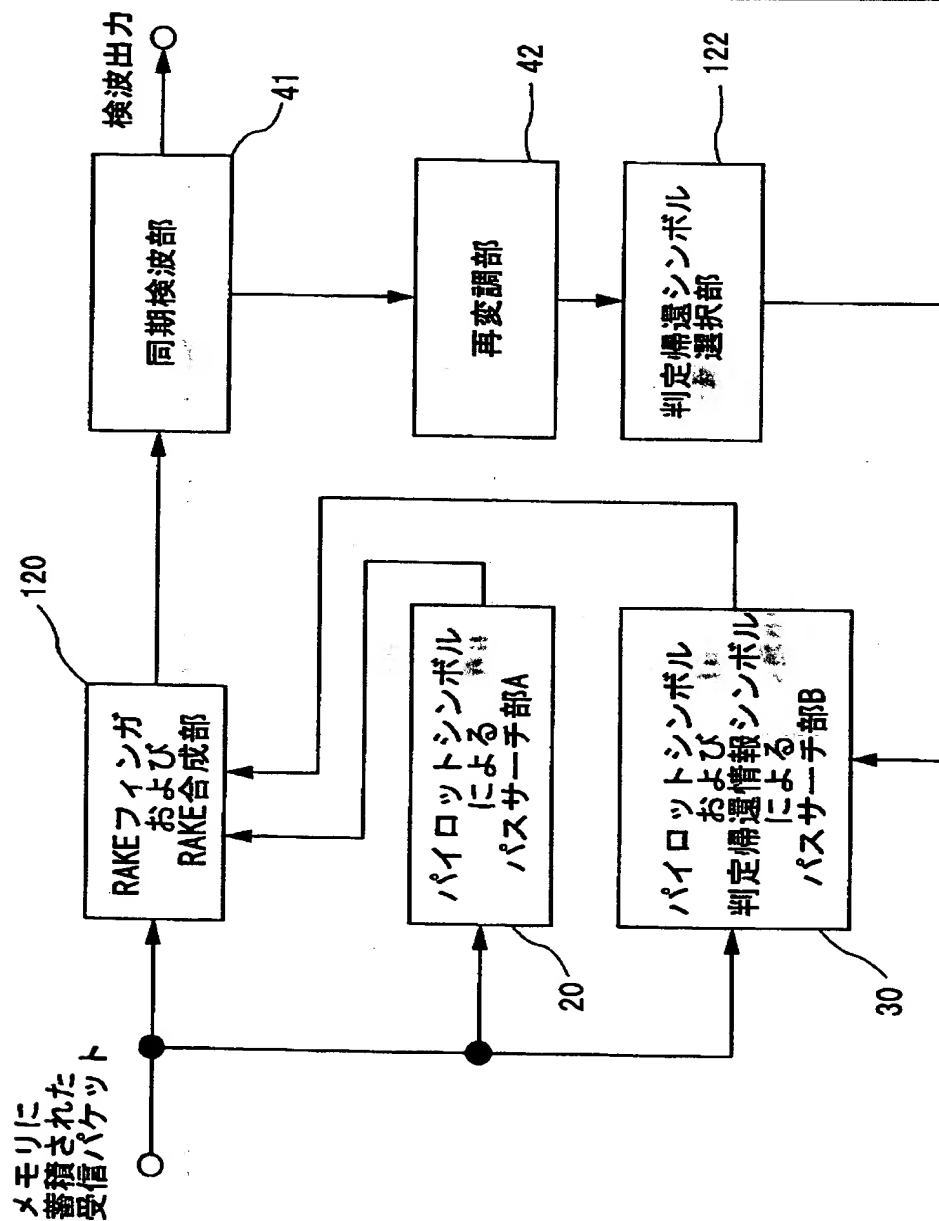 メモリに
蓄積された
受信パケット
120
RAKEフィンガ
および
RAKE合成部
同期検波部
検波出力
41
20
パイロットシンボル
による
パスサーチ部A
再変調部
42
30
パイロットシンボル
および
判定帰還情報シンボル
による
パスサーチ部B
判定帰還シンボル
選択部
122